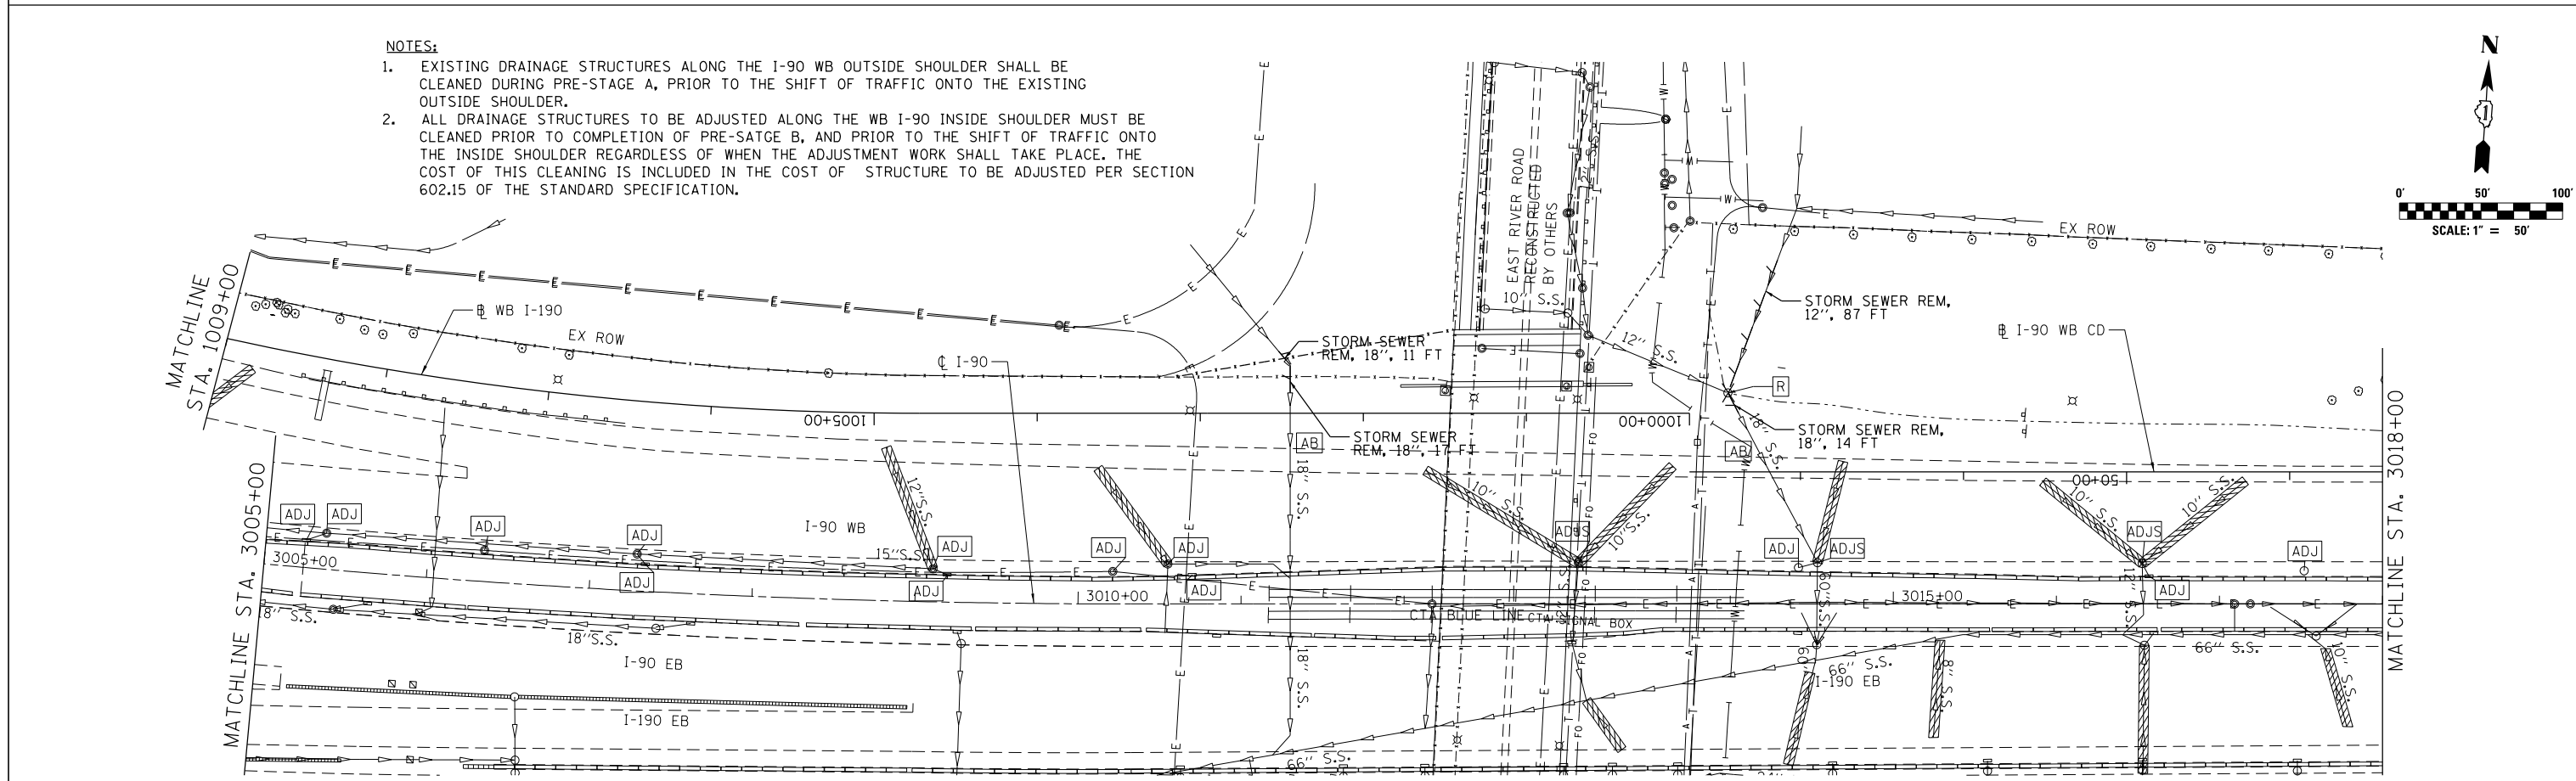 NOTES:
1. EXISTING DRAINAGE STRUCTURES ALONG THE I-90 WB OUTSIDE SHOULDER SHALL BE
CLEANED DURING PRE-STAGE A, PRIOR TO THE SHIFT OF TRAFFIC ONTO THE EXISTING
OUTSIDE SHOULDER.
2. ALL DRAINAGE STRUCTURES TO BE ADJUSTED ALONG THE WB I-90 INSIDE SHOULDER MUST BE
CLEANED PRIOR TO COMPLETION OF PRE-SATGE B, AND PRIOR TO THE SHIFT OF TRAFFIC ONTO
THE INSIDE SHOULDER REGARDLESS OF WHEN THE ADJUSTMENT WORK SHALL TAKE PLACE. THE
COST OF THIS CLEANING IS INCLUDED IN THE COST OF STRUCTURE TO BE ADJUSTED PER SECTION
602.15 OF THE STANDARD SPECIFICATION.
N
1
0' 50' 100'
SCALE: 1" = 50'
MATCHLINE
STA. 1009+00
WB I-190
EX ROW
℄ I-90
STORM SEWER
REM, 18", 11 FT
STORM SEWER
REM, 18", 17 FT
EAST RIVER ROAD
RECONSTRUCTED
BY OTHERS
12" S.S.
10" S.S.
12" S.S.
EX ROW
STORM SEWER REM,
12", 87 FT
I-90 WB CD
R
STORM SEWER REM,
18", 14 FT
1005+00
1000+00
50+00
AB
AB
18" S.S.
18" S.S.
MATCHLINE STA. 3005+00
MATCHLINE STA. 3018+00
ADJ
ADJ
ADJ
ADJ
ADJ
12"S.S.
15"S.S.
ADJ
ADJ
ADJ
ADJ
ADJ
10" S.S.
10"S.S.
ADJS
ADJ
ADJS
10" S.S.
10" S.S.
ADJS
ADJ
ADJ
I-90 WB
3005+00
3010+00
3015+00
CTA BLUE LINE
CTA SIGNAL BOX
12" S.S.
60" S.S.
12" S.S.
18" S.S.
18"S.S.
18" S.S.
I-90 EB
I-190 EB
66" S.S.
I-190 EB
60"
8" S.S.
66" S.S.
10" S.S.
66" S.S.